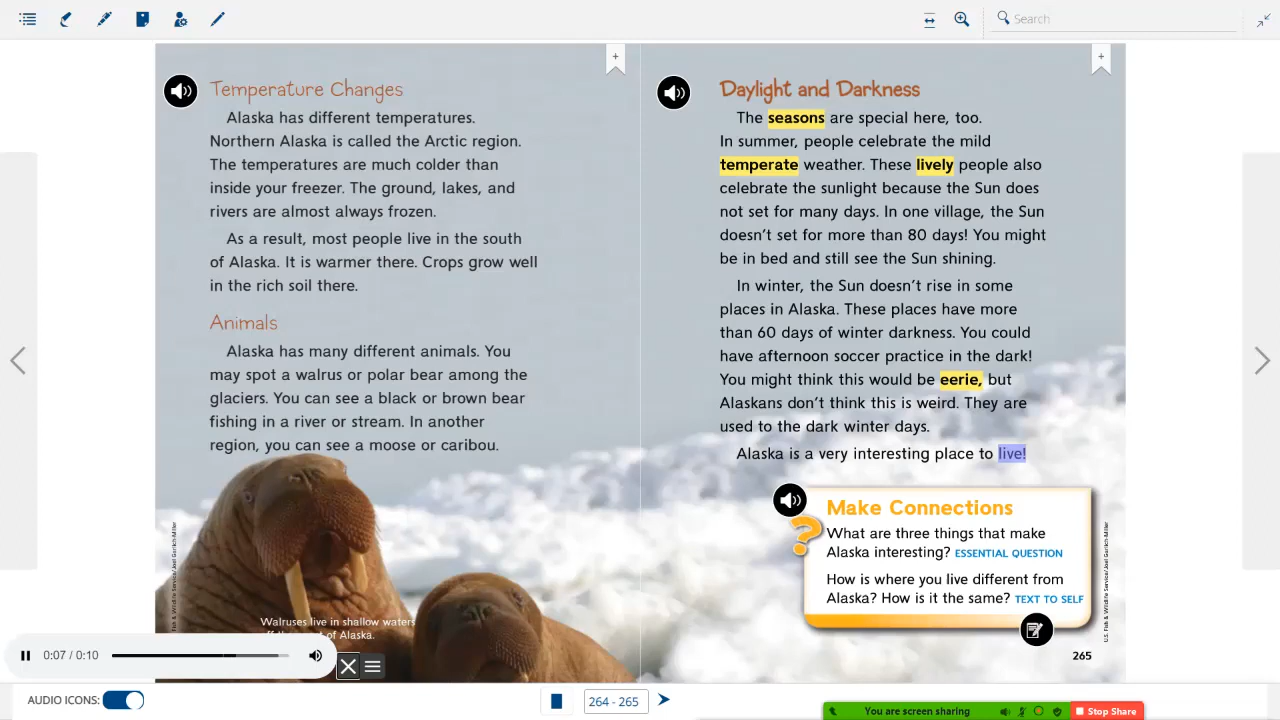 Search
Temperature Changes
Alaska has different temperatures.
Northern Alaska is called the Arctic region.
The temperatures are much colder than
inside your freezer. The ground, lakes, and
rivers are almost always frozen.
As a result, most people live in the south
of Alaska. It is warmer there. Crops grow well
in the rich soil there.
Animals
Alaska has many different animals. You
may spot a walrus or polar bear among the
glaciers. You can see a black or brown bear
fishing in a river or stream. In another
region, you can see a moose or caribou.
Walruses live in shallow waters
of Alaska.
Fish & Wildlife Service/Joel Garlich-Miller
+
+
Daylight and Darkness
The seasons are special here, too.
In summer, people celebrate the mild
temperate weather. These lively people also
celebrate the sunlight because the Sun does
not set for many days. In one village, the Sun
doesn't set for more than 80 days! You might
be in bed and still see the Sun shining.
In winter, the Sun doesn't rise in some
places in Alaska. These places have more
than 60 days of winter darkness. You could
have afternoon soccer practice in the dark!
You might think this would be eerie, but
Alaskans don't think this is weird. They are
used to the dark winter days.
Alaska is a very interesting place to live!
?
Make Connections
What are three things that make
Alaska interesting? ESSENTIAL QUESTION
How is where you live different from
Alaska? How is it the same? TEXT TO SELF
U.S. Fish & Wildlife Service/Joel Garlich-Miller
265
0:07 / 0:10
AUDIO ICONS:
264 - 265
You are screen sharing
Stop Share